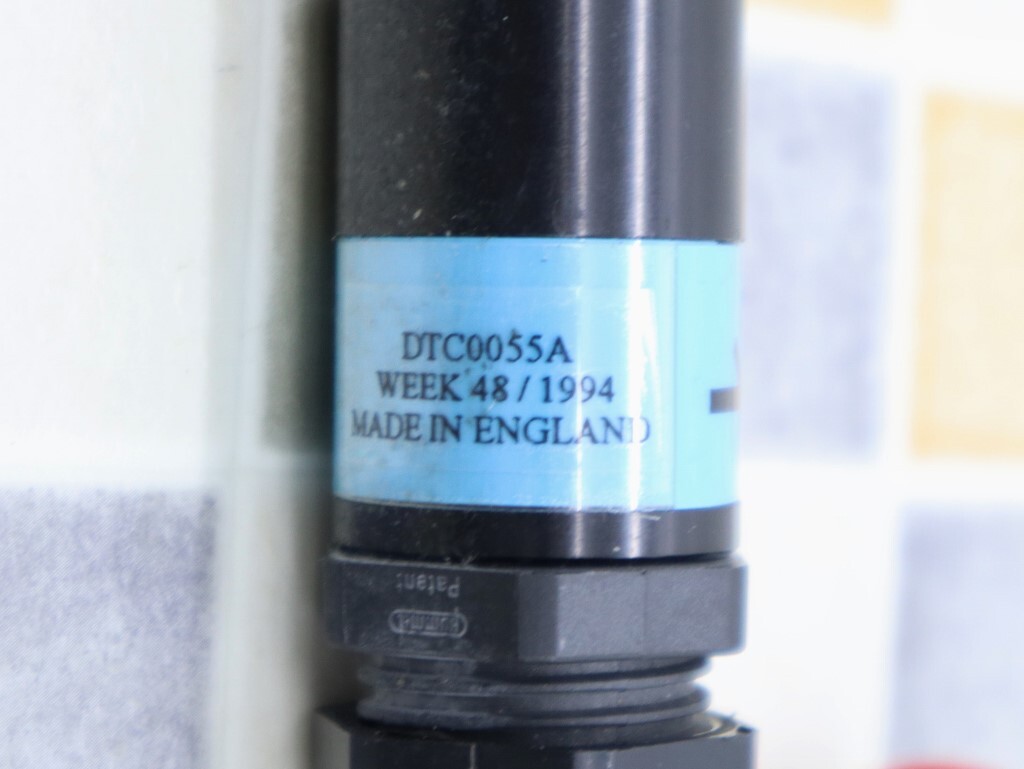 DTC0055A
WEEK 48 / 1994
MADE IN ENGLAND
Patent